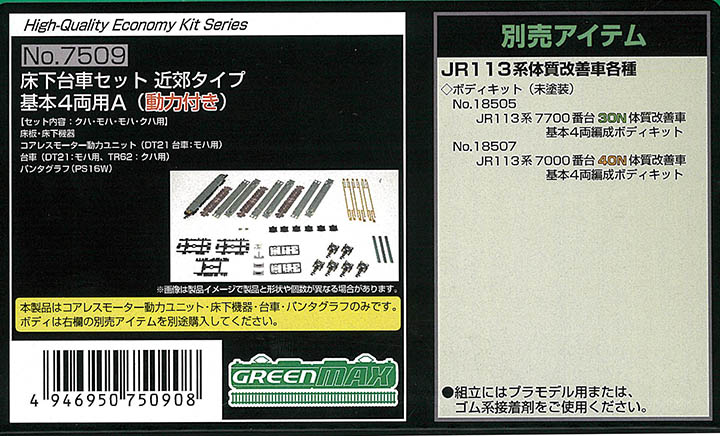 High-Quality Economy Kit Series
No.7509
床下台車セット 近郊タイプ
基本4両用A（動力付き）
【セット内容：クハ・モハ・モハ・クハ用】
床板・床下機器
コアレスモーター動力ユニット（DT21 台車：モハ用）
台車（DT21：モハ用、TR62：クハ用）
パンタグラフ(PS16W)
※画像は製品イメージで製品と形状や個数が異なる場合があります。
本製品はコアレスモーター動力ユニット・床下機器・台車・パンタグラフのみです。
ボディは右欄の別売アイテムを別途購入してください。
4 946950 750908
GREENMAX
別売アイテム
JR113系体質改善車各種
◇ボディキット（未塗装）
No.18505
JR113系7700番台30N体質改善車
基本4両編成ボディキット
No.18507
JR113系7000番台40N体質改善車
基本4両編成ボディキット
●組立にはプラモデル用または、
ゴム系接着剤をご使用ください。